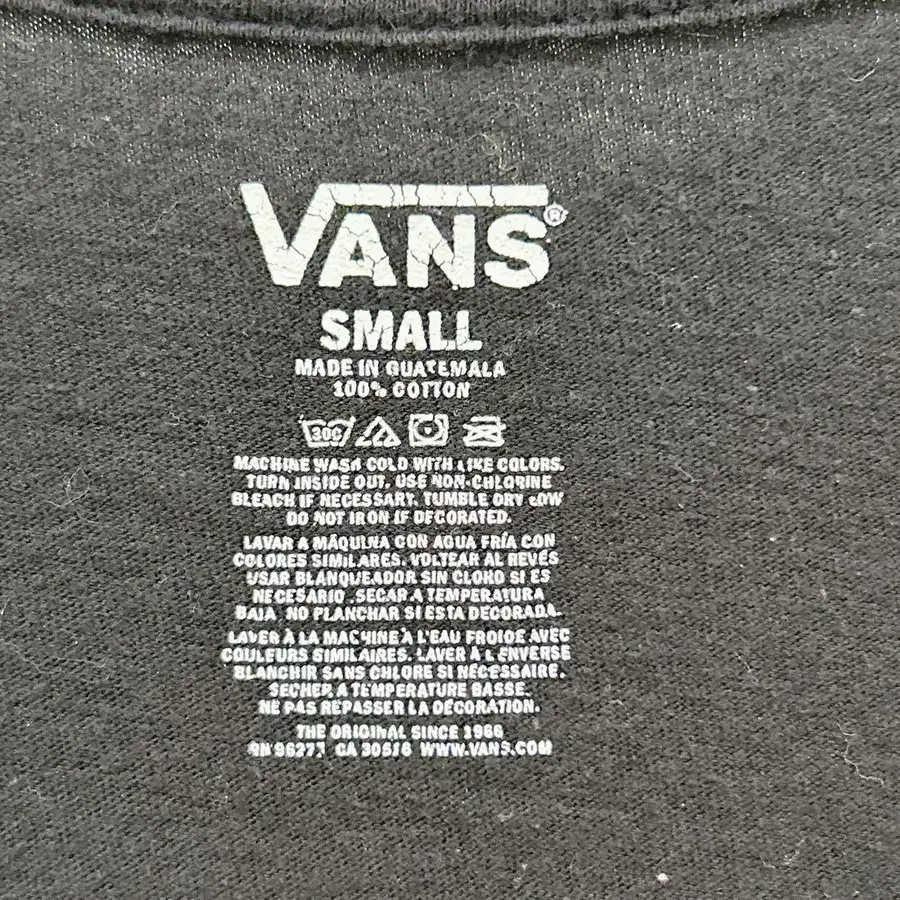 VANS®
SMALL
MADE IN GUATEMALA
100% COTTON
30C
MACHINE WASH COLD WITH LIKE COLORS.
TURN INSIDE OUT. USE NON-CHLORINE
BLEACH IF NECESSARY. TUMBLE DRY LOW
DO NOT IRON IF DECORATED.
LAVAR A MÁQUINA CON AGUA FRÍA CON
COLORES SIMILARES. VOLTEAR AL REVÉS
USAR BLANQUEADOR SIN CLORO SI ES
NECESARIO. SECAR A TEMPERATURA
BAJA. NO PLANCHAR SI ESTA DECORADA.
LAVER À LA MACHINE À L'EAU FROIDE AVEC
COULEURS SIMILAIRES. LAVER À L'ENVERSE
BLANCHIR SANS CHLORE SI NÉCESSAIRE.
SÉCHER A TEMPERATURE BASSE.
NE PAS REPASSER LA DÉCORATION.
THE ORIGINAL SINCE 1966
RN CA WWW.VANS.COM